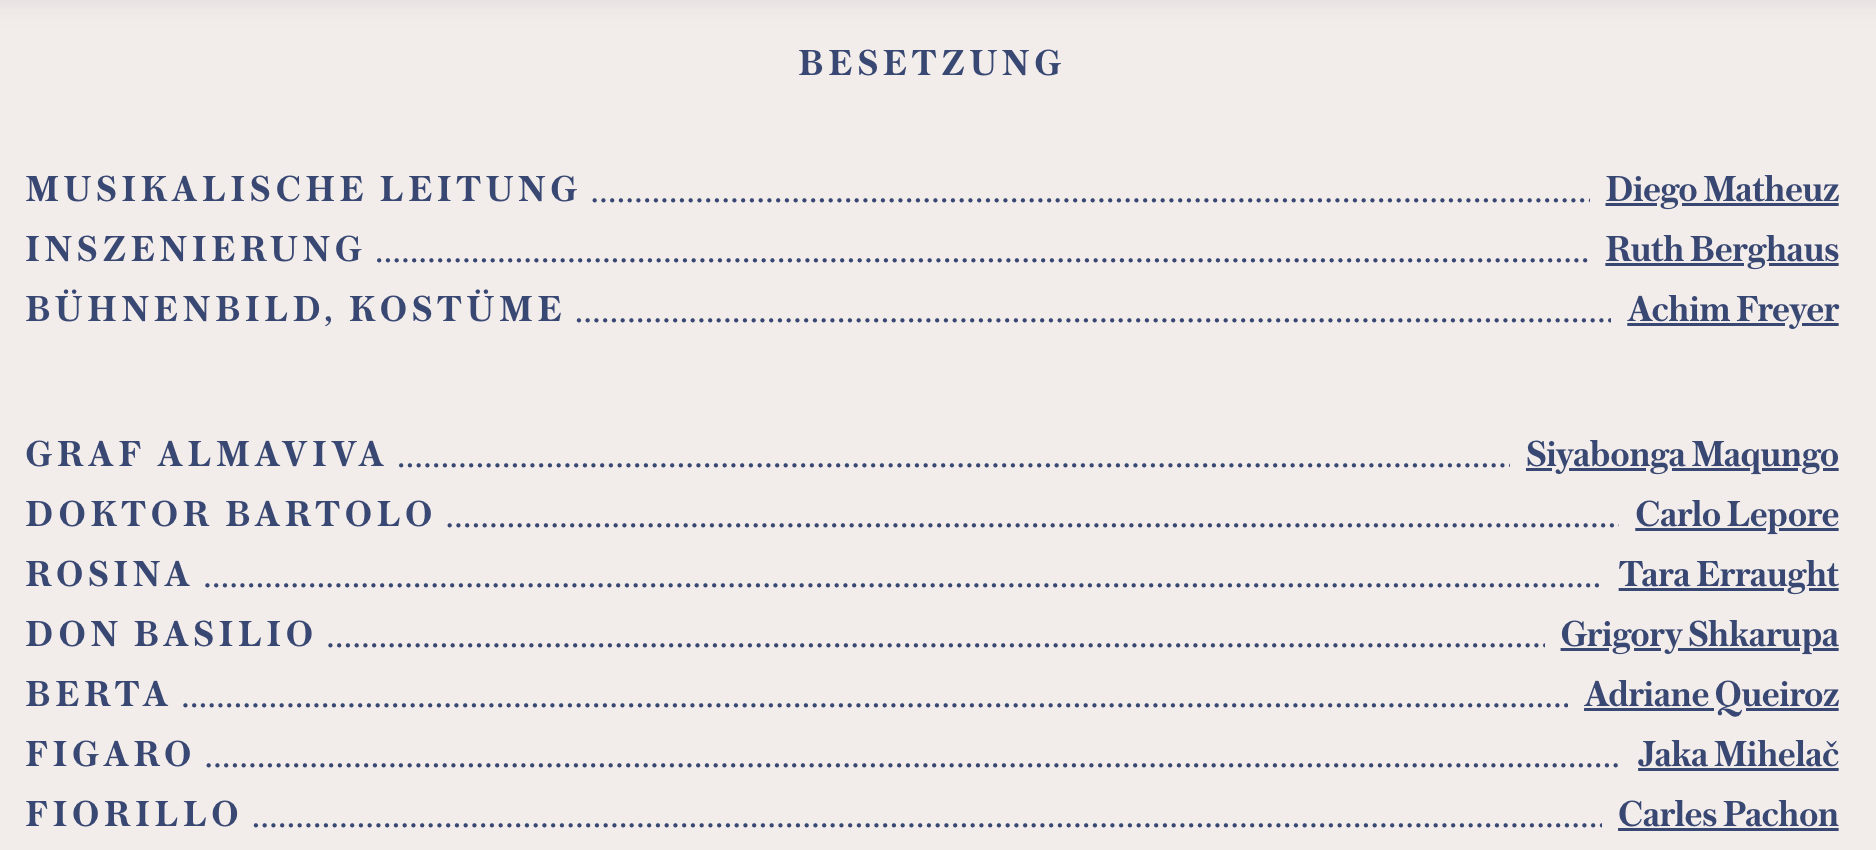 BESETZUNG
MUSIKALISCHE LEITUNG Diego Matheuz
INSZENIERUNG Ruth Berghaus
BÜHNENBILD, KOSTÜME Achim Freyer
GRAF ALMAVIVA Siyabonga Maqungo
DOKTOR BARTOLO Carlo Lepore
ROSINA Tara Erraught
DON BASILIO Grigory Shkarupa
BERTA Adriane Queiroz
FIGARO Jaka Mihelač
FIORILLO Carles Pachon